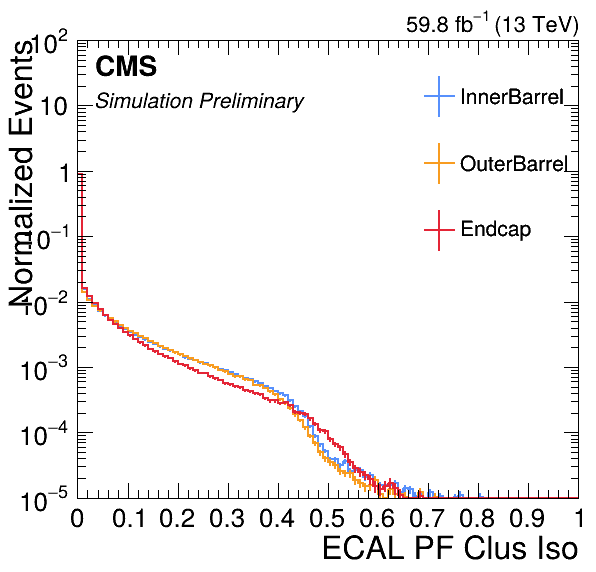 59.8 fb⁻¹ (13 TeV)
CMS
Simulation Preliminary
InnerBarrel
OuterBarrel
Endcap
Normalized Events
10²
10
1
10⁻¹
10⁻²
10⁻³
10⁻⁴
10⁻⁵
0 0.1 0.2 0.3 0.4 0.5 0.6 0.7 0.8 0.9 1
ECAL PF Clus Iso